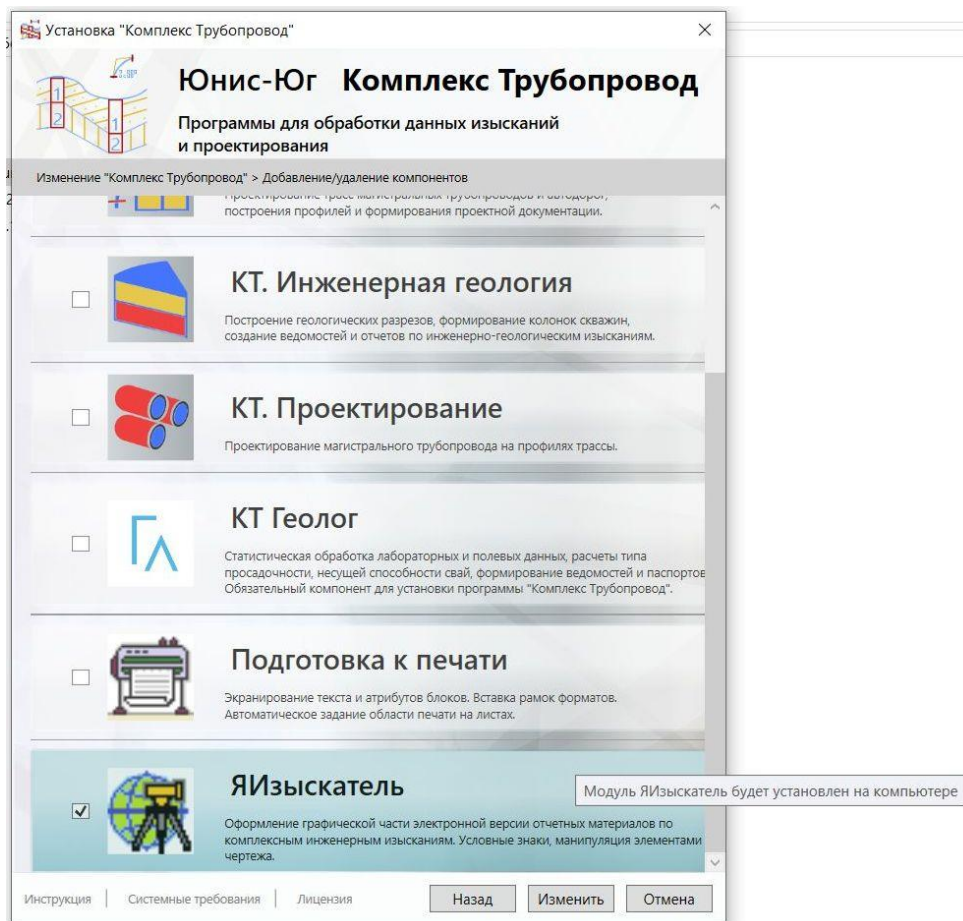 Установка "Комплекс Трубопровод"
Юнис-Юг Комплекс Трубопровод
Программы для обработки данных изысканий
и проектирования
Изменение "Комплекс Трубопровод" > Добавление/удаление компонентов
Проектирование трасс магистральных трубопроводов и автодорог,
построения профилей и формирования проектной документации.
КТ. Инженерная геология
Построение геологических разрезов, формирование колонок скважин,
создание ведомостей и отчетов по инженерно-геологическим изысканиям.
КТ. Проектирование
Проектирование магистрального трубопровода на профилях трассы.
КТ Геолог
Статистическая обработка лабораторных и полевых данных, расчеты типа
просадочности, несущей способности свай, формирование ведомостей и паспортов
Обязательный компонент для установки программы "Комплекс Трубопровод".
Подготовка к печати
Экранирование текста и атрибутов блоков. Вставка рамок форматов.
Автоматическое задание области печати на листах.
ЯИзыскатель
Модуль ЯИзыскатель будет установлен на компьютере
Оформление графической части электронной версии отчетных материалов по
комплексным инженерным изысканиям. Условные знаки, манипуляция элементами
чертежа.
Инструкция | Системные требования | Лицензия Назад Изменить Отмена